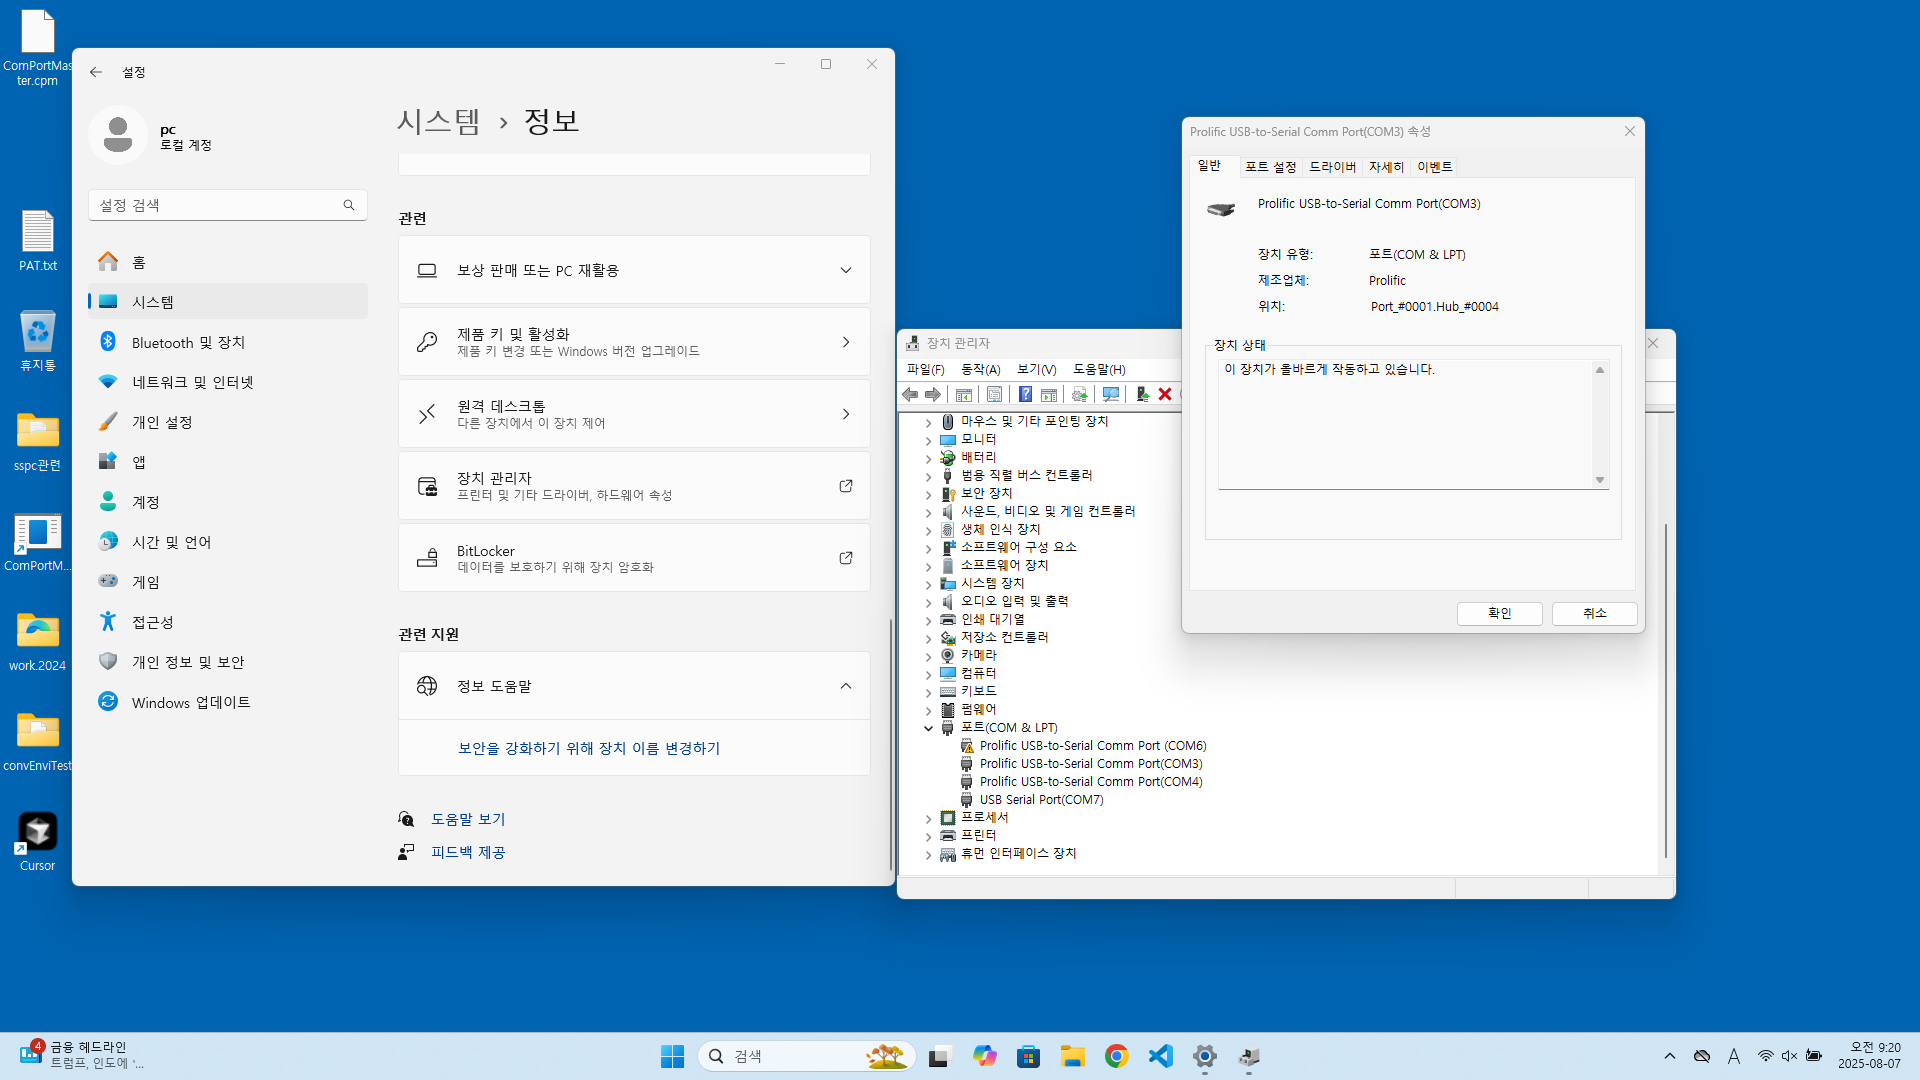 ComPortMas
ter.cpm
PAT.txt
휴지통
sspc관련
ComPortM...
work.2024
convEnviTest
Cursor
설정
pc
로컬 계정
설정 검색
홈
시스템
Bluetooth 및 장치
네트워크 및 인터넷
개인 설정
앱
계정
시간 및 언어
게임
접근성
개인 정보 및 보안
Windows 업데이트
시스템 › 정보
관련
보상 판매 또는 PC 재활용
제품 키 및 활성화
제품 키 변경 또는 Windows 버전 업그레이드
원격 데스크톱
다른 장치에서 이 장치 제어
장치 관리자
프린터 및 기타 드라이버, 하드웨어 속성
BitLocker
데이터를 보호하기 위해 장치 암호화
관련 지원
정보 도움말
보안을 강화하기 위해 장치 이름 변경하기
도움말 보기
피드백 제공
장치 관리자
파일(F) 동작(A) 보기(V) 도움말(H)
마우스 및 기타 포인팅 장치
모니터
배터리
범용 직렬 버스 컨트롤러
보안 장치
사운드, 비디오 및 게임 컨트롤러
생체 인식 장치
소프트웨어 구성 요소
소프트웨어 장치
시스템 장치
오디오 입력 및 출력
인쇄 대기열
저장소 컨트롤러
카메라
컴퓨터
키보드
펌웨어
포트(COM & LPT)
Prolific USB-to-Serial Comm Port (COM6)
Prolific USB-to-Serial Comm Port(COM3)
Prolific USB-to-Serial Comm Port(COM4)
USB Serial Port(COM7)
프로세서
프린터
휴먼 인터페이스 장치
Prolific USB-to-Serial Comm Port(COM3) 속성
일반 포트 설정 드라이버 자세히 이벤트
Prolific USB-to-Serial Comm Port(COM3)
장치 유형: 포트(COM & LPT)
제조업체: Prolific
위치: Port_#0001.Hub_#0004
장치 상태
이 장치가 올바르게 작동하고 있습니다.
확인 취소
4
금융 헤드라인
트럼프, 인도에 '...
검색
A
오전 9:20
2025-08-07